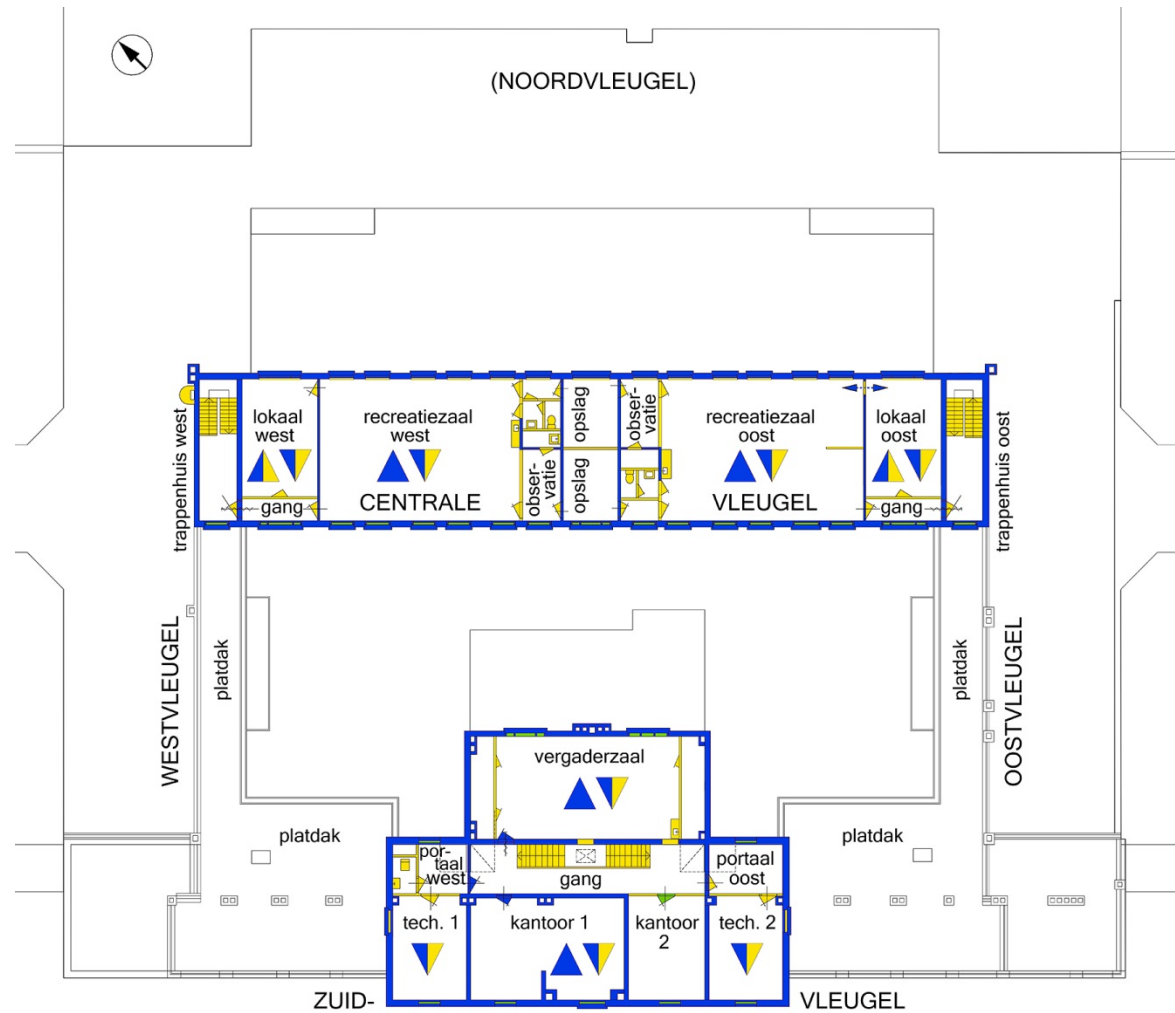 (NOORDVLEUGEL)
trappenhuis west
lokaal
west
recreatiezaal
west
opslag
obser-
vatie
recreatiezaal
oost
lokaal
oost
trappenhuis oost
gang
CENTRALE
obser-
vatie
opslag
VLEUGEL
gang
WESTVLEUGEL
platdak
platdak
OOSTVLEUGEL
vergaderzaal
platdak
platdak
por-
taal
west
gang
portaal
oost
tech. 1
kantoor 1
kantoor
2
tech. 2
ZUID-
VLEUGEL